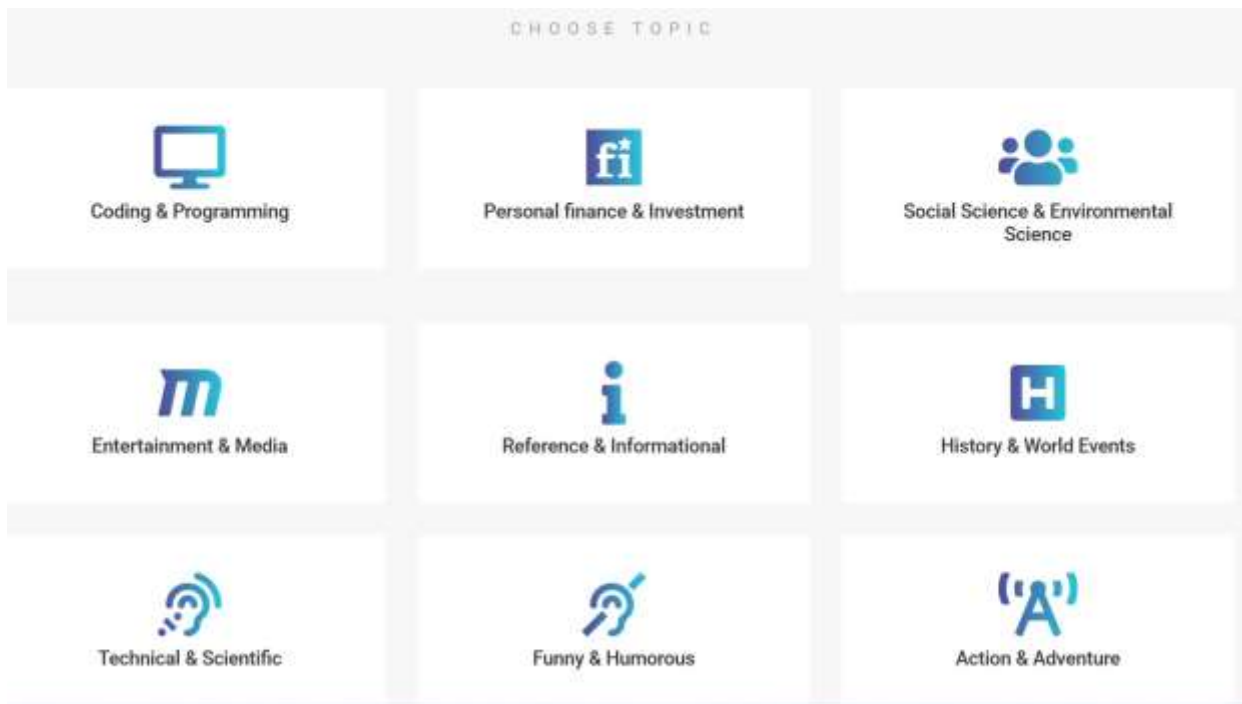 CHOOSE TOPIC
fi
Coding & Programming
Personal finance & Investment
Social Science & Environmental
Science
m
i
H
Entertainment & Media
Reference & Informational
History & World Events
A
Technical & Scientific
Funny & Humorous
Action & Adventure